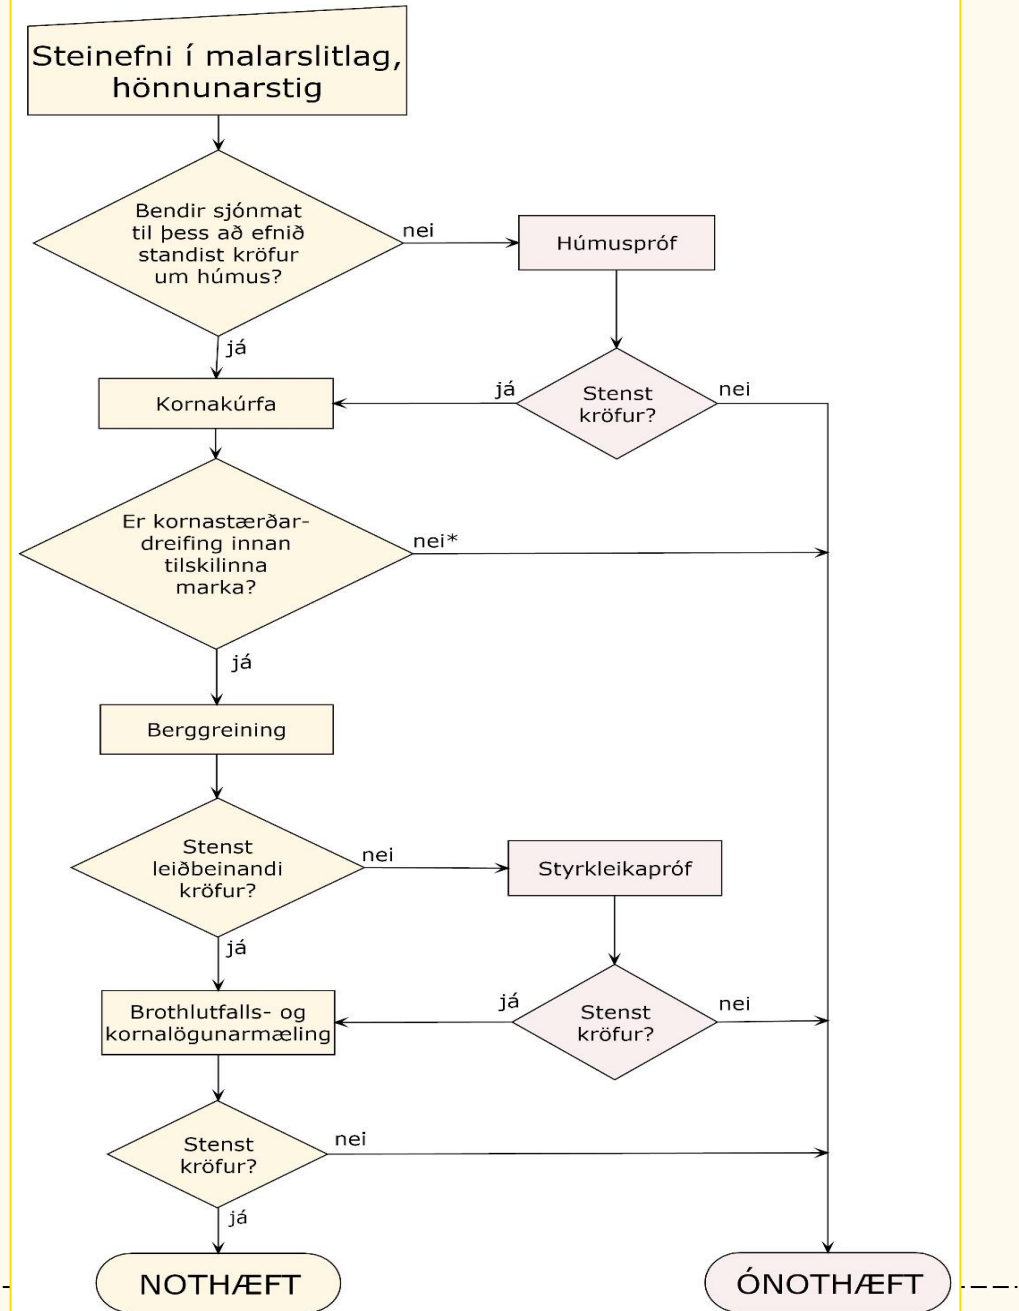 Steinefni í malarslitlag,
hönnunarstig
Bendir sjónmat
til þess að efnið
standist kröfur
um húmus?
nei
Húmuspróf
já
Stenst
kröfur?
já
nei
Kornakúrfa
Er kornastærðar-
dreifing innan
tilskilinna
marka?
nei*
já
Berggreining
Stenst
leiðbeinandi
kröfur?
nei
Styrkleikapróf
já
Stenst
kröfur?
já
nei
Brothlutfalls- og
kornalögunarmæling
Stenst
kröfur?
nei
já
NOTHÆFT
ÓNOTHÆFT